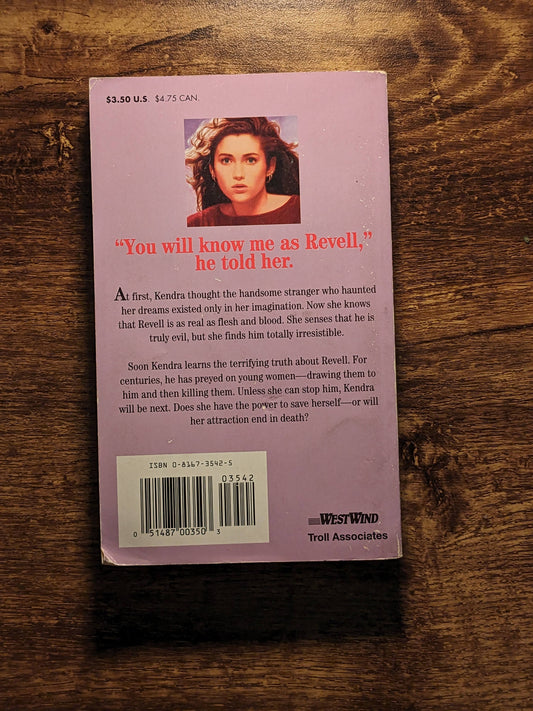 $3.50 U.S. $4.75 CAN.
“You will know me as Revell,”
he told her.
At first, Kendra thought the handsome stranger who haunted
her dreams existed only in her imagination. Now she knows
that Revell is as real as flesh and blood. She senses that he is
truly evil, but she finds him totally irresistible.
Soon Kendra learns the terrifying truth about Revell. For
centuries, he has preyed on young women—drawing them to
him and then killing them. Unless she can stop him, Kendra
will be next. Does she have the power to save herself—or will
her attraction end in death?
ISBN 0-8167-3542-5
03542
0 51487 00350 3
WESTWIND
Troll Associates